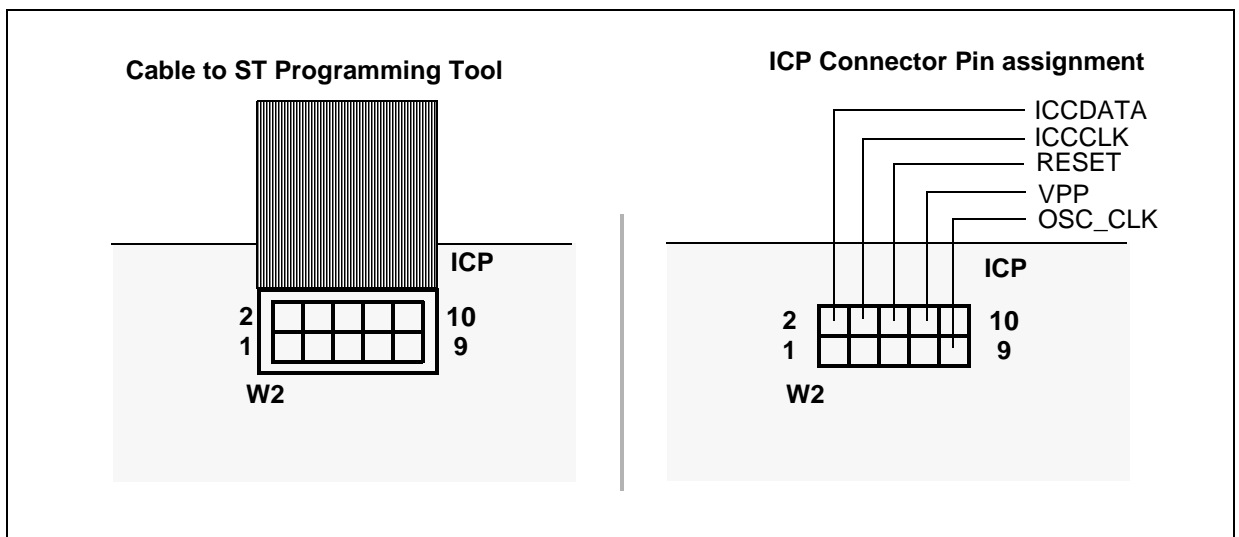 Cable to ST Programming Tool
ICP
2 10
1 9
W2
ICP Connector Pin assignment
ICCDATA
ICCCLK
RESET
VPP
OSC_CLK
ICP
2 10
1 9
W2